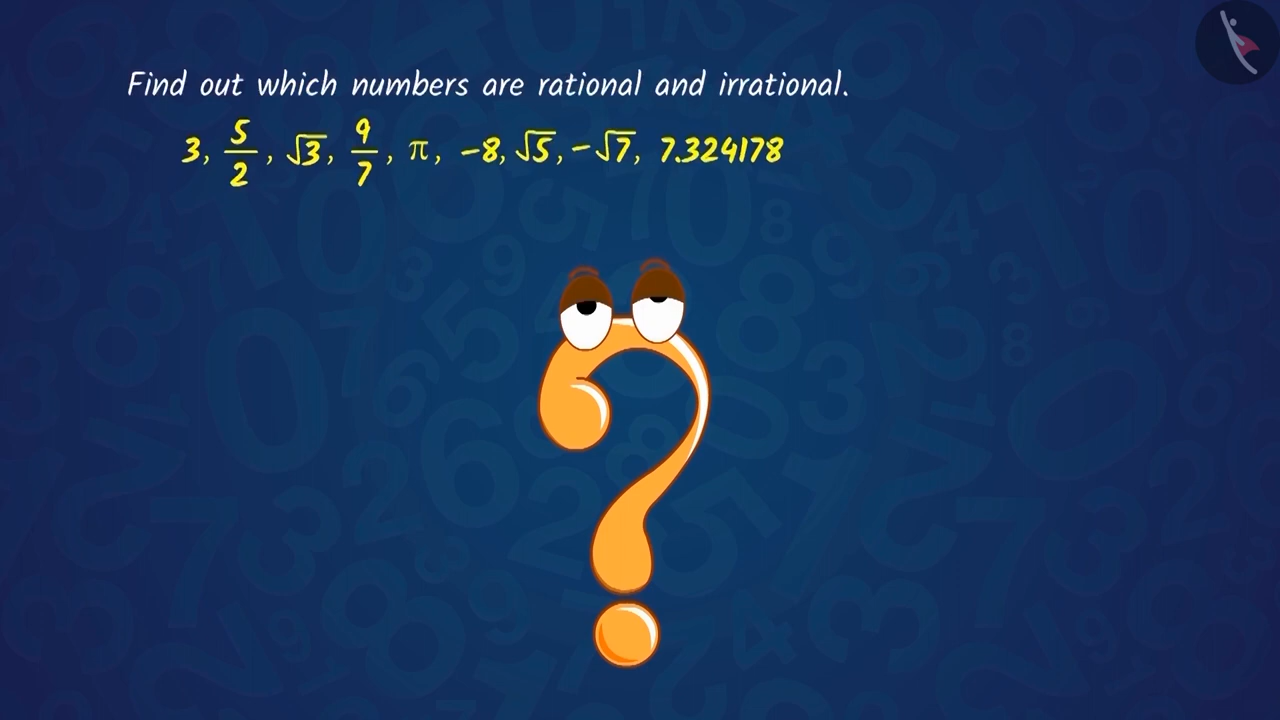 Find out which numbers are rational and irrational.
3, 5/2, √3, 9/7, π, -8, √5, -√7, 7.324178